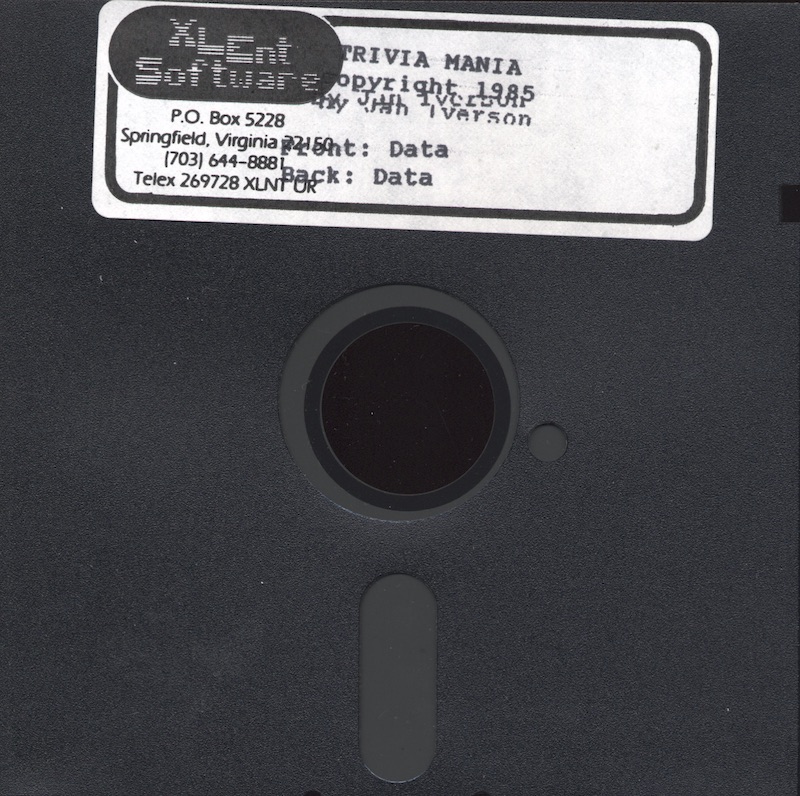 XLEnt
Software
P.O. Box 5228
Springfield, Virginia 22150
(703) 644-8881
Telex 269728 XLNT UR
TRIVIA MANIA
Copyright 1985
by Jan Iverson
Front: Data
Back: Data